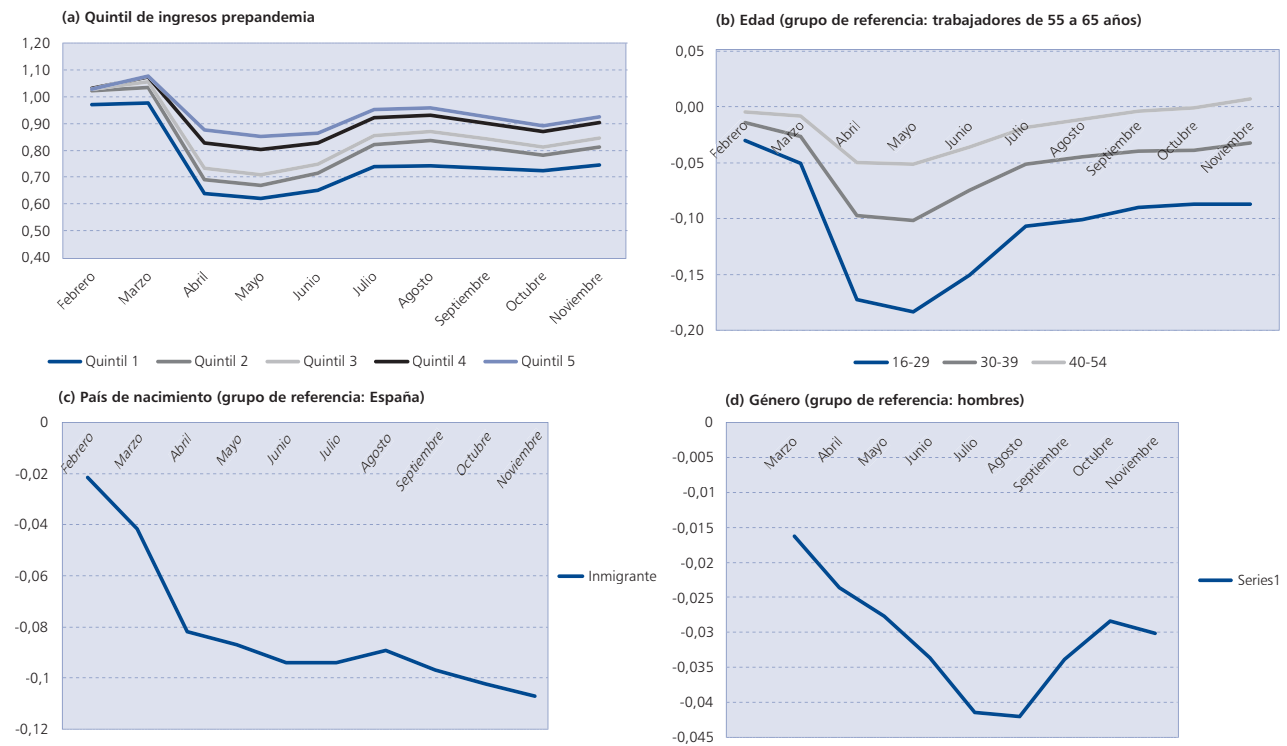 (a) Quintil de ingresos prepandemia
1,20
1,10
1,00
0,90
0,80
0,70
0,60
0,50
0,40
Febrero
Marzo
Abril
Mayo
Junio
Julio
Agosto
Septiembre
Octubre
Noviembre
Quintil 1
Quintil 2
Quintil 3
Quintil 4
Quintil 5
(b) Edad (grupo de referencia: trabajadores de 55 a 65 años)
0,05
0,00
-0,05
-0,10
-0,15
-0,20
Febrero
Marzo
Abril
Mayo
Junio
Julio
Agosto
Septiembre
Octubre
Noviembre
16-29
30-39
40-54
(c) País de nacimiento (grupo de referencia: España)
0
-0,02
-0,04
-0,06
-0,08
-0,1
-0,12
Febrero
Marzo
Abril
Mayo
Junio
Julio
Agosto
Septiembre
Octubre
Noviembre
Inmigrante
(d) Género (grupo de referencia: hombres)
0
-0,005
-0,01
-0,015
-0,02
-0,025
-0,03
-0,035
-0,04
-0,045
Marzo
Abril
Mayo
Junio
Julio
Agosto
Septiembre
Octubre
Noviembre
Series1